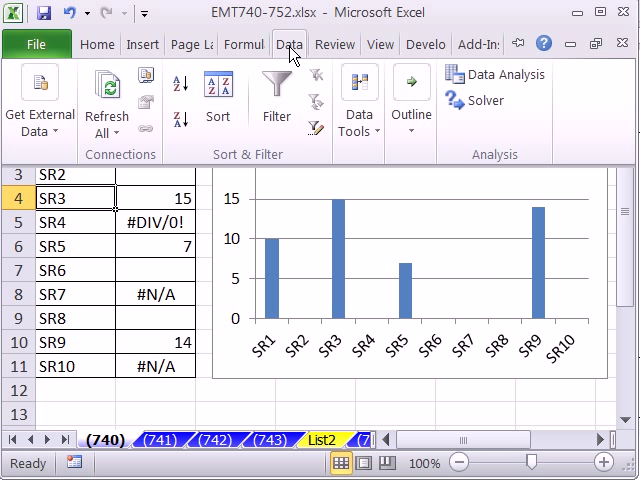 EMT740-752.xlsx - Microsoft Excel
File Home Insert Page La Formul Data Review View Develo Add-In:
Get External Data
Refresh All
Connections
Sort
Filter
Sort & Filter
Data Tools
Outline
Data Analysis
Solver
Analysis
3 SR2
4 SR3 15
5 SR4 #DIV/0!
6 SR5 7
7 SR6
8 SR7 #N/A
9 SR8
10 SR9 14
11 SR10 #N/A
12
13
15
10
5
0
SR1 SR2 SR3 SR4 SR5 SR6 SR7 SR8 SR9 SR10
(740) (741) (742) (743) List2 (7
Ready 100%